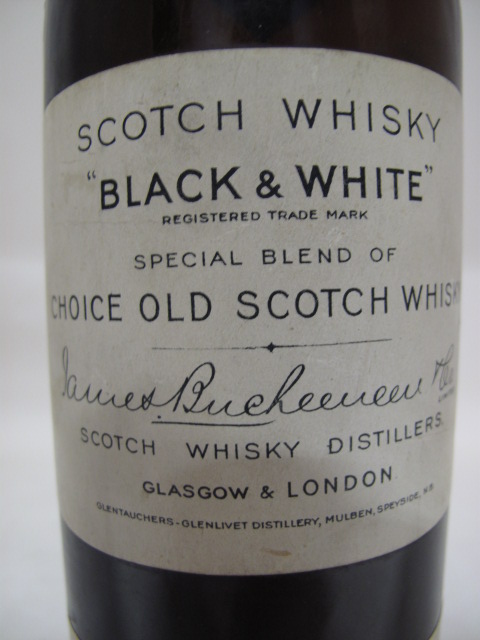 SCOTCH WHISKY
"BLACK & WHITE"
REGISTERED TRADE MARK
SPECIAL BLEND OF
CHOICE OLD SCOTCH WHISKY
James Buchanan & Co
SCOTCH WHISKY DISTILLERS.
GLASGOW & LONDON
GLENTAUCHERS-GLENLIVET DISTILLERY, MULBEN, SPEYSIDE, N.B.